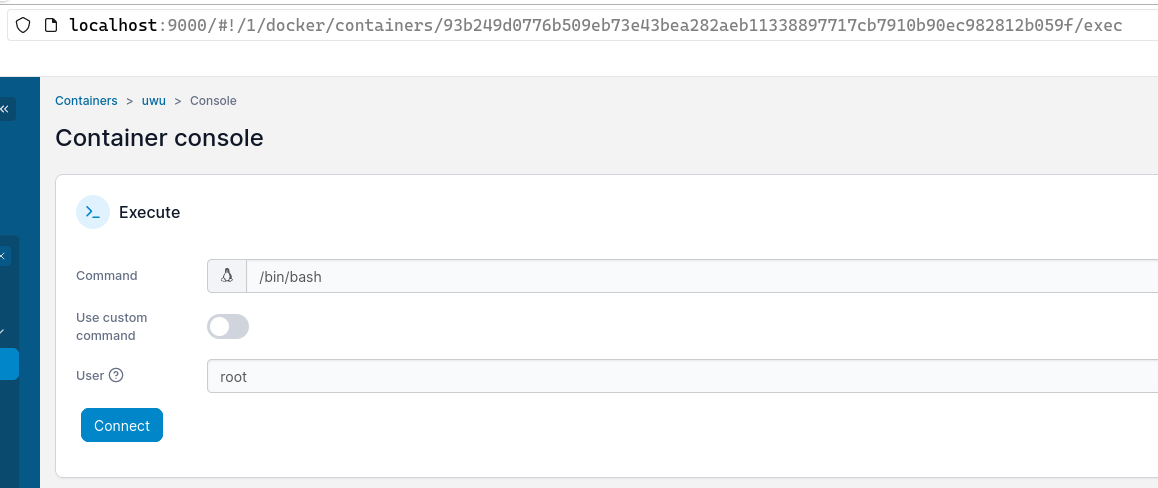 localhost:9000/#!/1/docker/containers/93b249d0776b509eb73e43bea282aeb11338897717cb7910b90ec982812b059f/exec
Containers > uwu > Console
Container console
Execute
Command
/bin/bash
Use custom
command
User
root
Connect